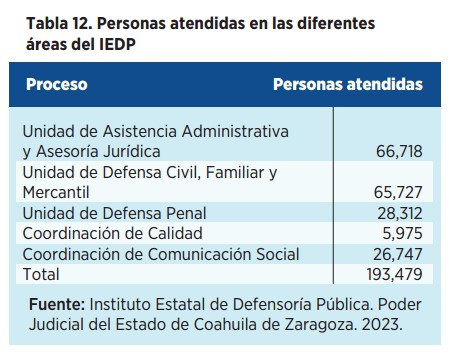 Tabla 12. Personas atendidas en las diferentes
áreas del IEDP
Proceso Personas atendidas
Unidad de Asistencia Administrativa
y Asesoría Jurídica 66,718
Unidad de Defensa Civil, Familiar y
Mercantil 65,727
Unidad de Defensa Penal 28,312
Coordinación de Calidad 5,975
Coordinación de Comunicación Social 26,747
Total 193,479
Fuente: Instituto Estatal de Defensoría Pública. Poder
Judicial del Estado de Coahuila de Zaragoza. 2023.